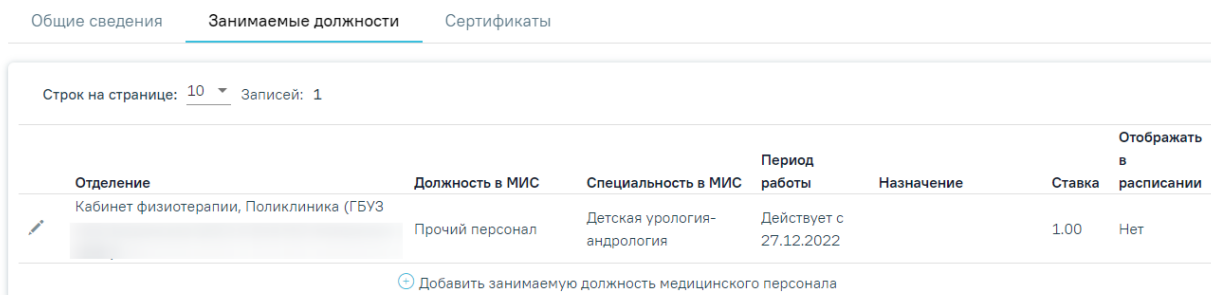 Общие сведения Занимаемые должности Сертификаты
Строк на странице: 10 Записей: 1
Отделение Должность в МИС Специальность в МИС Период работы Назначение Ставка Отображать в расписании
Кабинет физиотерапии, Поликлиника (ГБУЗ
Прочий персонал
Детская урология-
андрология
Действует с
27.12.2022
1.00
Нет
Добавить занимаемую должность медицинского персонала